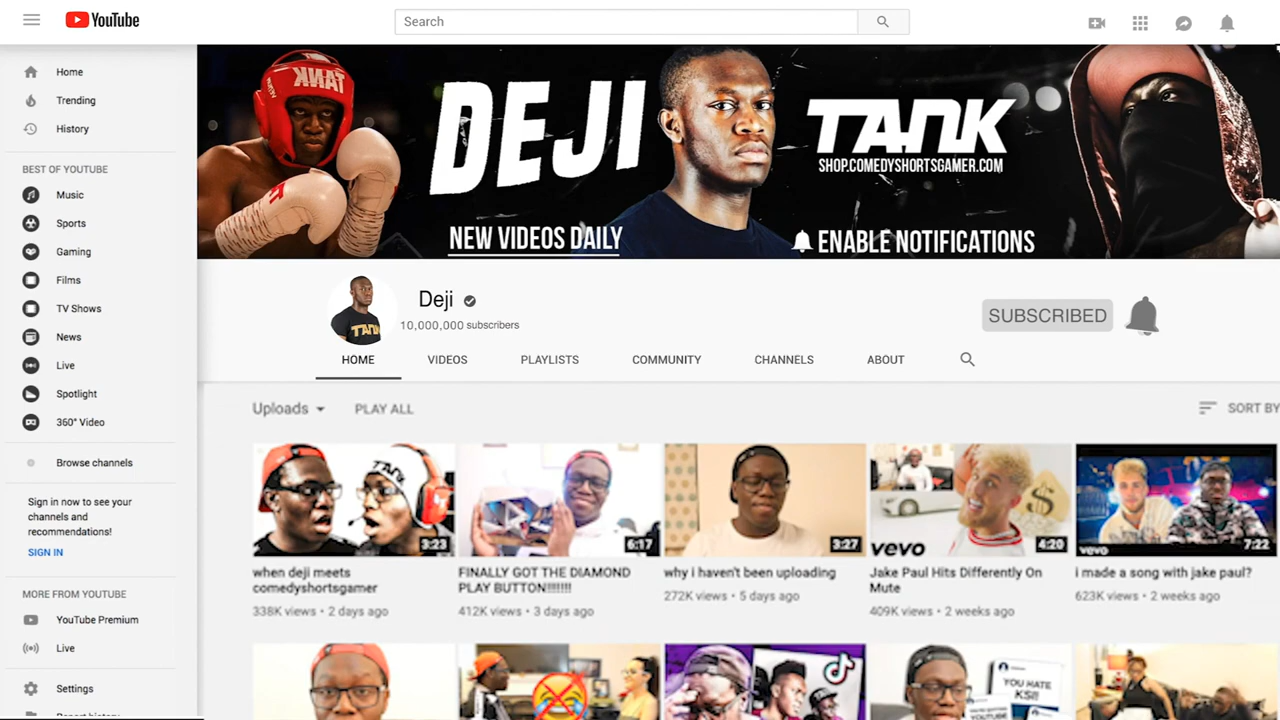 YouTube
Search
Home
Trending
History
BEST OF YOUTUBE
Music
Sports
Gaming
Films
TV Shows
News
Live
Spotlight
360° Video
Browse channels
Sign in now to see your
channels and
recommendations!
SIGN IN
MORE FROM YOUTUBE
YouTube Premium
Live
Settings
Report history
TANK
DEJI
NEW VIDEOS DAILY
TANK
SHOP.COMEDYSHORTSGAMER.COM
ENABLE NOTIFICATIONS
TANK
Deji
10,000,000 subscribers
SUBSCRIBED
HOME
VIDEOS
PLAYLISTS
COMMUNITY
CHANNELS
ABOUT
Uploads
PLAY ALL
SORT BY
TANK
3:23
when deji meets
comedyshortsgamer
338K views • 2 days ago
6:17
FINALLY GOT THE DIAMOND
PLAY BUTTON!!!!!!!
412K views • 3 days ago
3:27
why i haven't been uploading
272K views • 5 days ago
vevo
4:20
Jake Paul Hits Differently On
Mute
409K views • 2 weeks ago
vevo
7:22
i made a song with jake paul?
623K views • 2 weeks ago
YOU HATE
KSI!